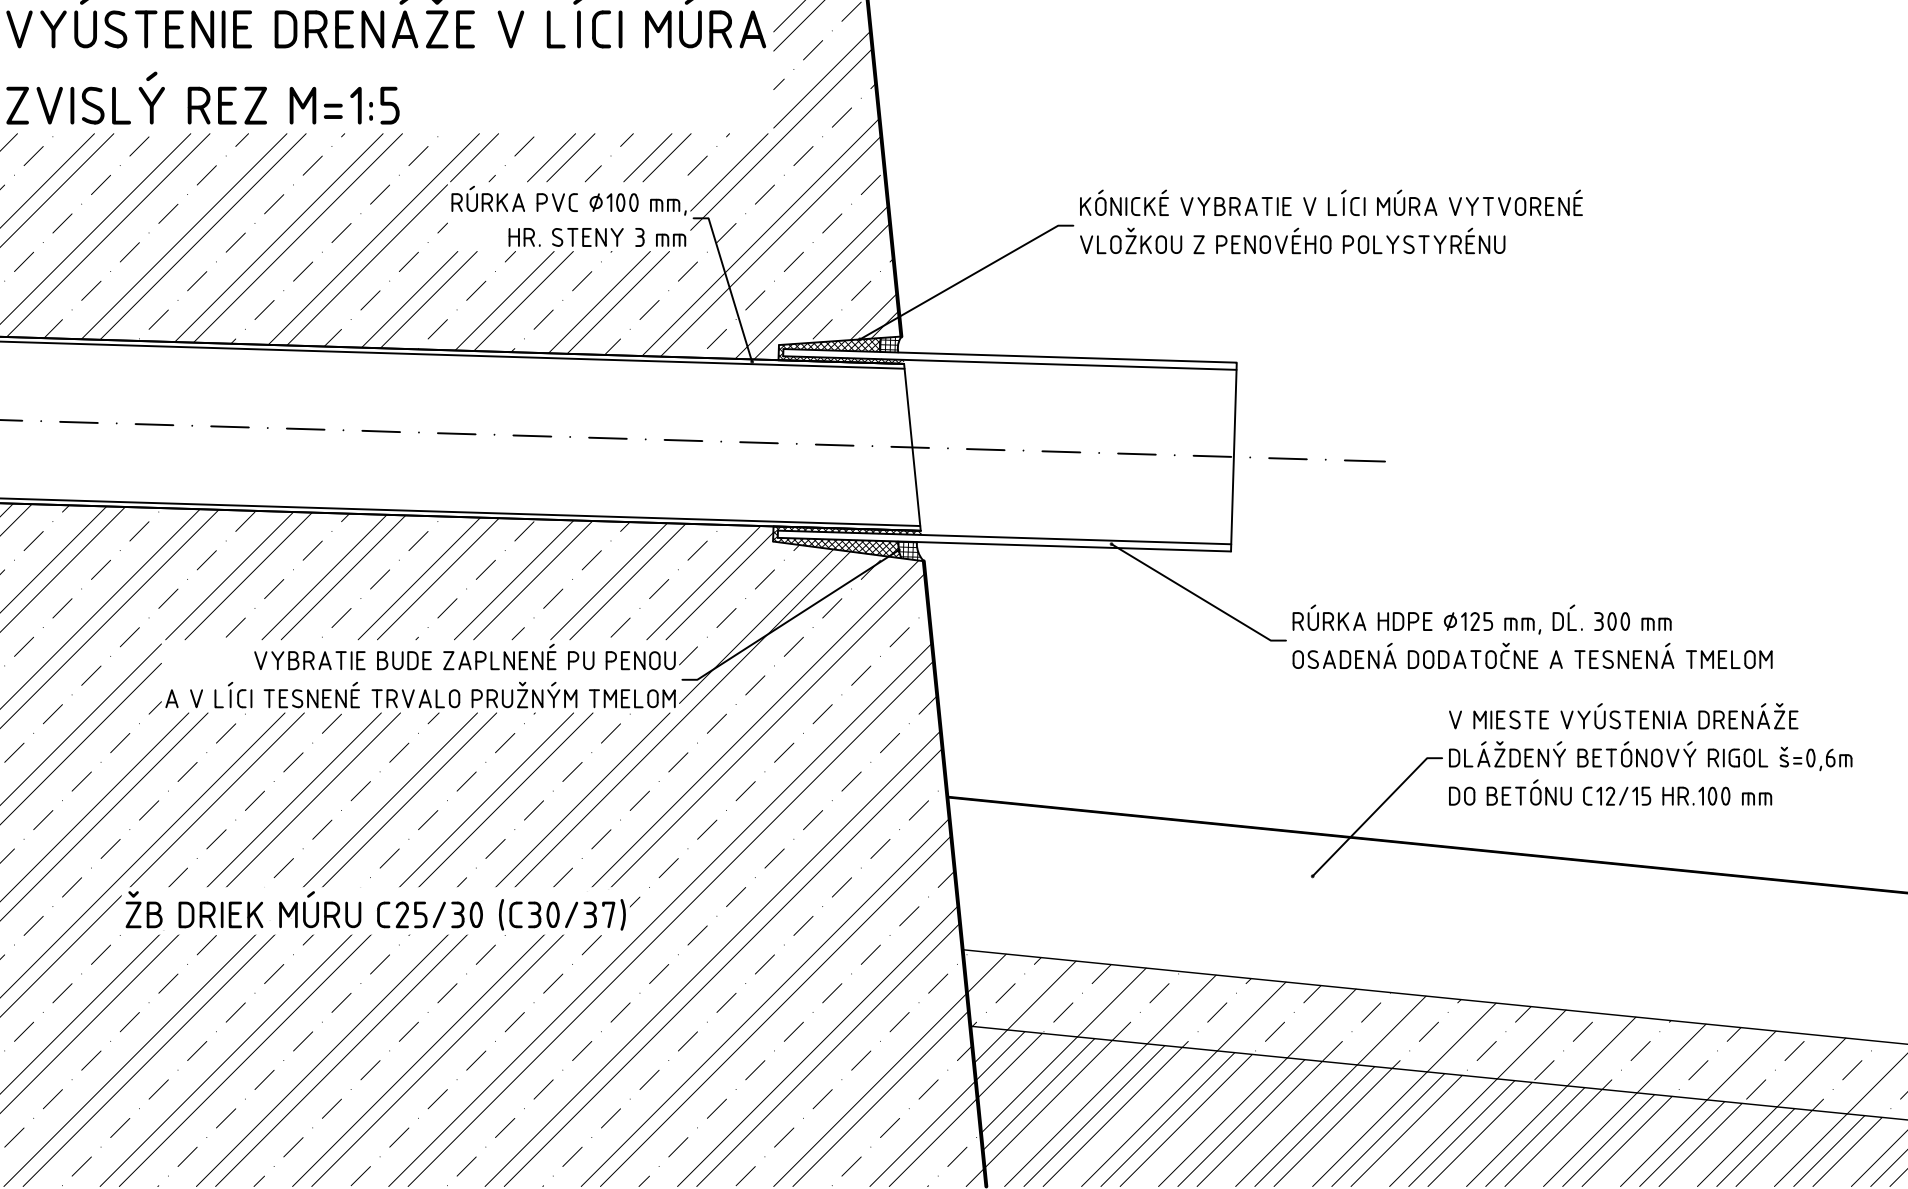 VYÚSTENIE DRENÁŽE V LÍCI MÚRA
ZVISLÝ REZ M=1:5
RÚRKA PVC Ø100 mm,
HR. STENY 3 mm
KÓNICKÉ VYBRATIE V LÍCI MÚRA VYTVORENÉ
VLOŽKOU Z PENOVÉHO POLYSTYRÉNU
RÚRKA HDPE Ø125 mm, DĹ. 300 mm
OSADENÁ DODATOČNE A TESNENÁ TMELOM
VYBRATIE BUDE ZAPLNENÉ PU PENOU
A V LÍCI TESNENÉ TRVALO PRUŽNÝM TMELOM
V MIESTE VYÚSTENIA DRENÁŽE
DLÁŽDENÝ BETÓNOVÝ RIGOL š=0,6m
DO BETÓNU C12/15 HR.100 mm
ŽB DRIEK MÚRU C25/30 (C30/37)